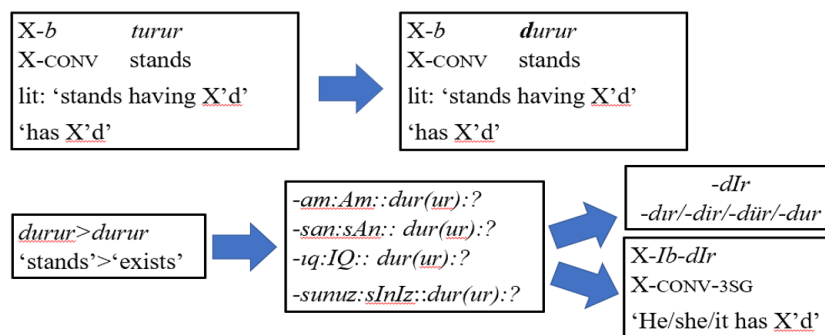 X-b turur
X-CONV stands
lit: ‘stands having X’d’
‘has X’d’
X-b durur
X-CONV stands
lit: ‘stands having X’d’
‘has X’d’
durur>durur
‘stands’>‘exists’
-am:Am::dur(ur):?
-san:sAn:: dur(ur):?
-ıq:IQ:: dur(ur):?
-sunuz:sInIz::dur(ur):?
-dIr
-dır/-dir/-dür/-dur
X-Ib-dIr
X-CONV-3SG
‘He/she/it has X’d’